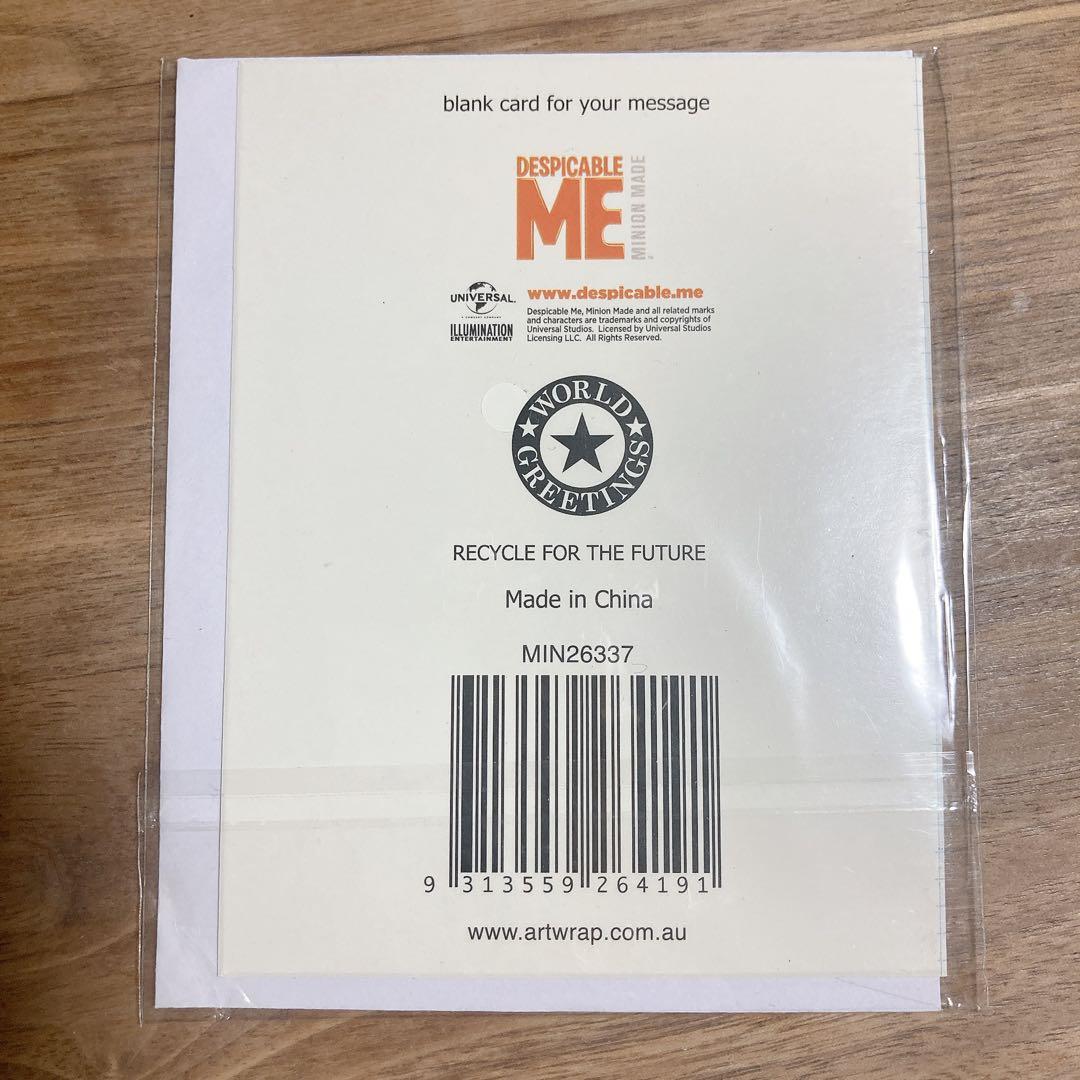 blank card for your message
DESPICABLE
ME
MINION MADE
UNIVERSAL
ILLUMINATION
ENTERTAINMENT
www.despicable.me
Despicable Me, Minion Made and all related marks
and characters are trademarks and copyrights of
Universal Studios. Licensed by Universal Studios
Licensing LLC. All Rights Reserved.
WORLD
GREETINGS
RECYCLE FOR THE FUTURE
Made in China
MIN26337
9 313559 264191
www.artwrap.com.au